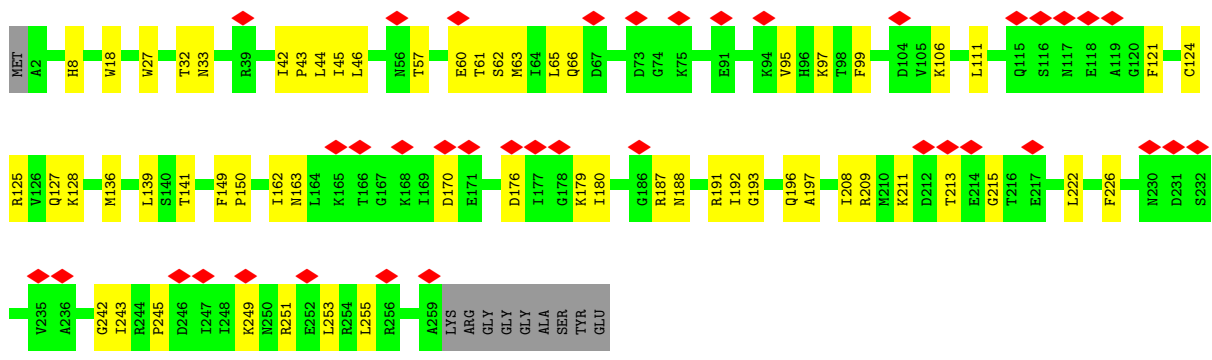 MET A2 H8 W18 W27 T32 N33 R39 I42 P43 L44 I45 L46 N56 T57 E60 T61 S62 M63 I64 L65 Q66 D67 D73 G74 K75 E91 K94 V95 H96 K97 T98 F99 D104 V105 K106 L111 Q115 S116 N117 E118 A119 G120 F121 C124
R125 V126 Q127 K128 M136 L139 S140 T141 F149 P150 I162 N163 L164 K165 T166 G167 K168 I169 D170 E171 D176 I177 G178 K179 I180 G186 R187 N188 R191 I192 G193 Q196 A197 I208 R209 M210 K211 D212 T213 E214 G215 T216 E217 L222 F226 N230 D231 S232
V235 A236 G242 I243 R244 P245 D246 I247 I248 K249 N250 R251 E252 L253 R254 L255 R256 A259 LYS ARG GLY GLY GLY ALA SER TYR GLU